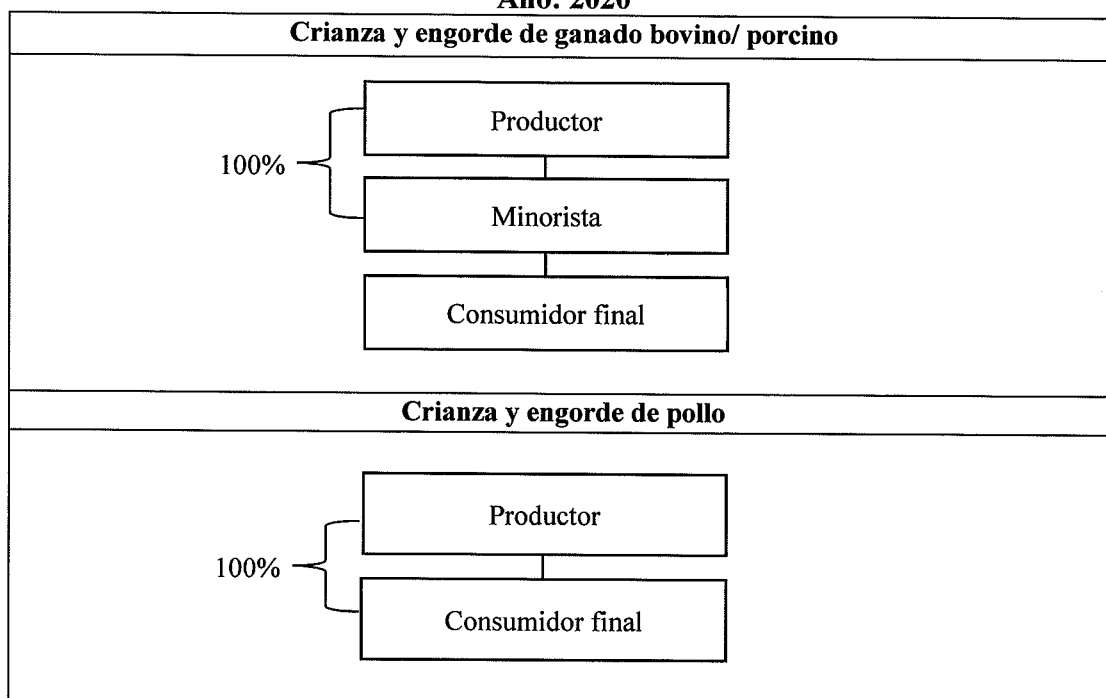 Año: 2020
Crianza y engorde de ganado bovino/ porcino
Productor
100%
Minorista
Consumidor final
Crianza y engorde de pollo
Productor
100%
Consumidor final